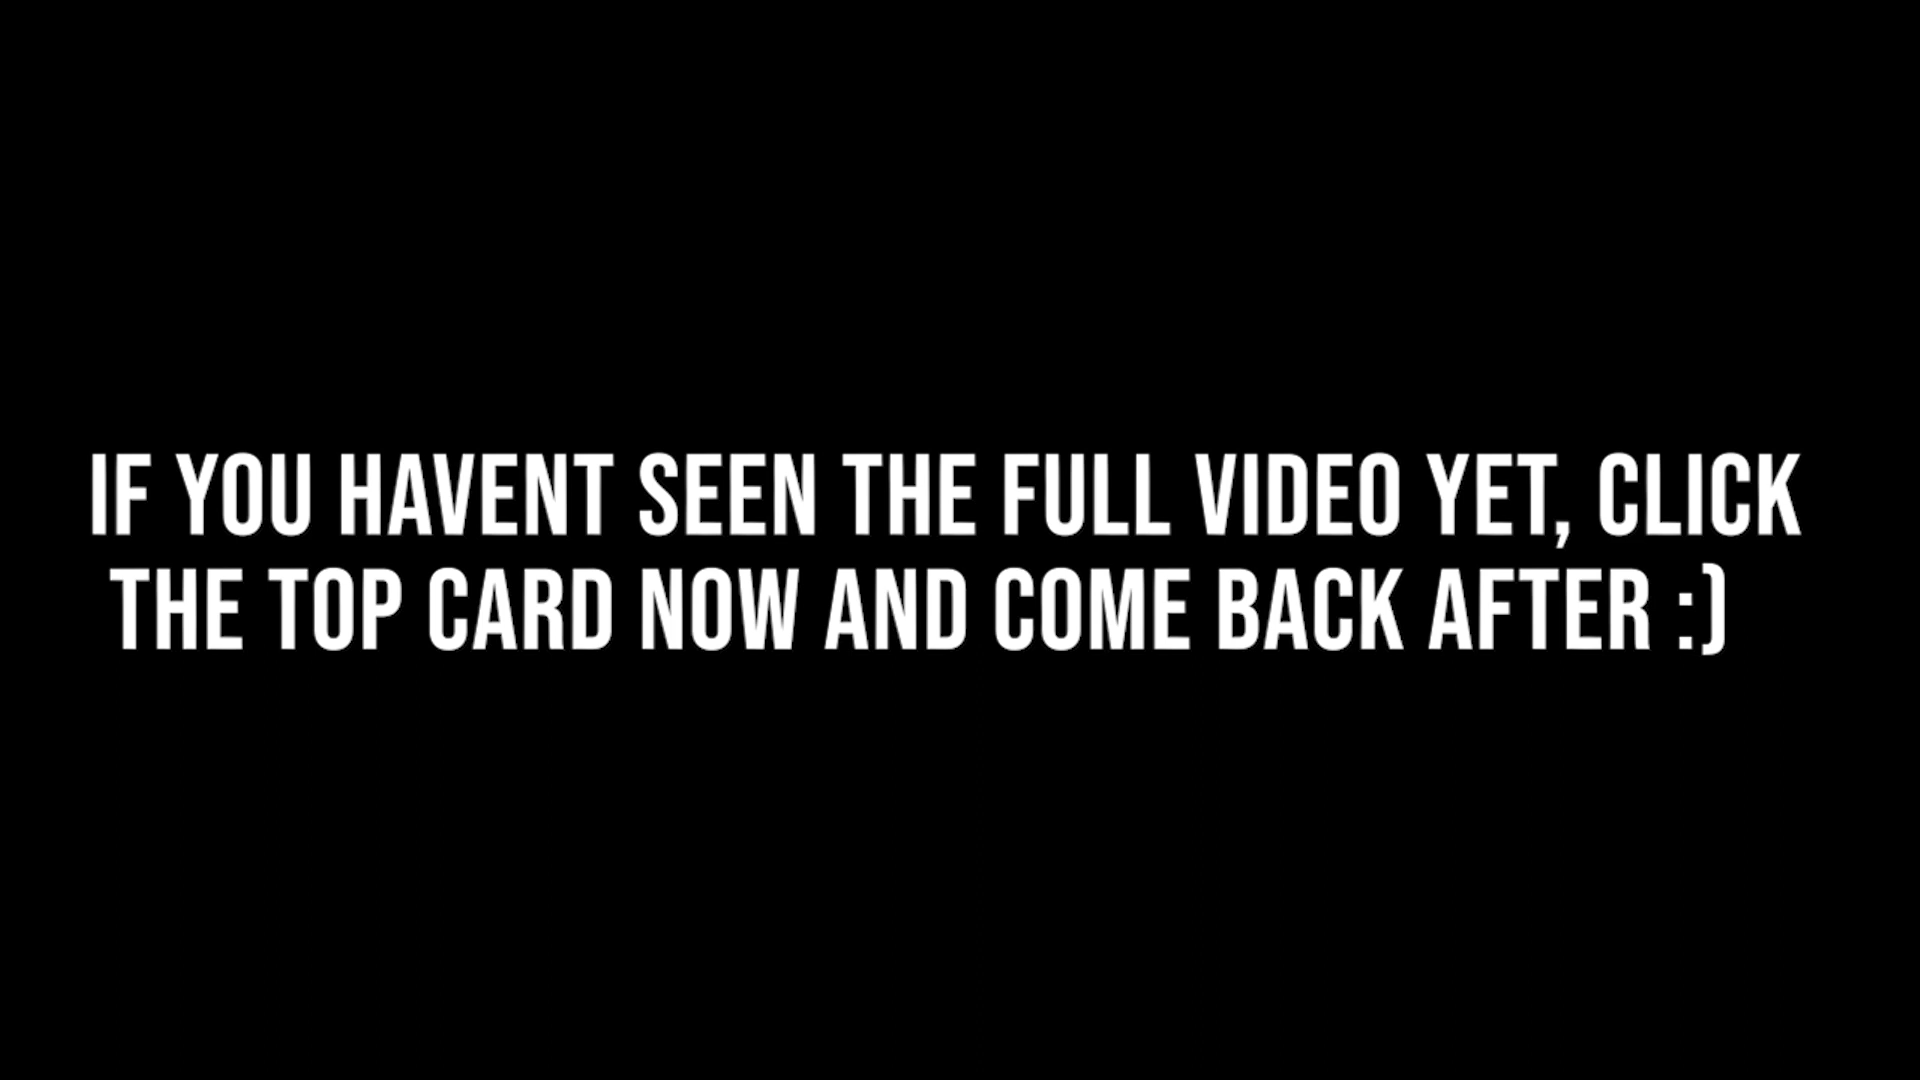 IF YOU HAVENT SEEN THE FULL VIDEO YET, CLICK
THE TOP CARD NOW AND COME BACK AFTER :)